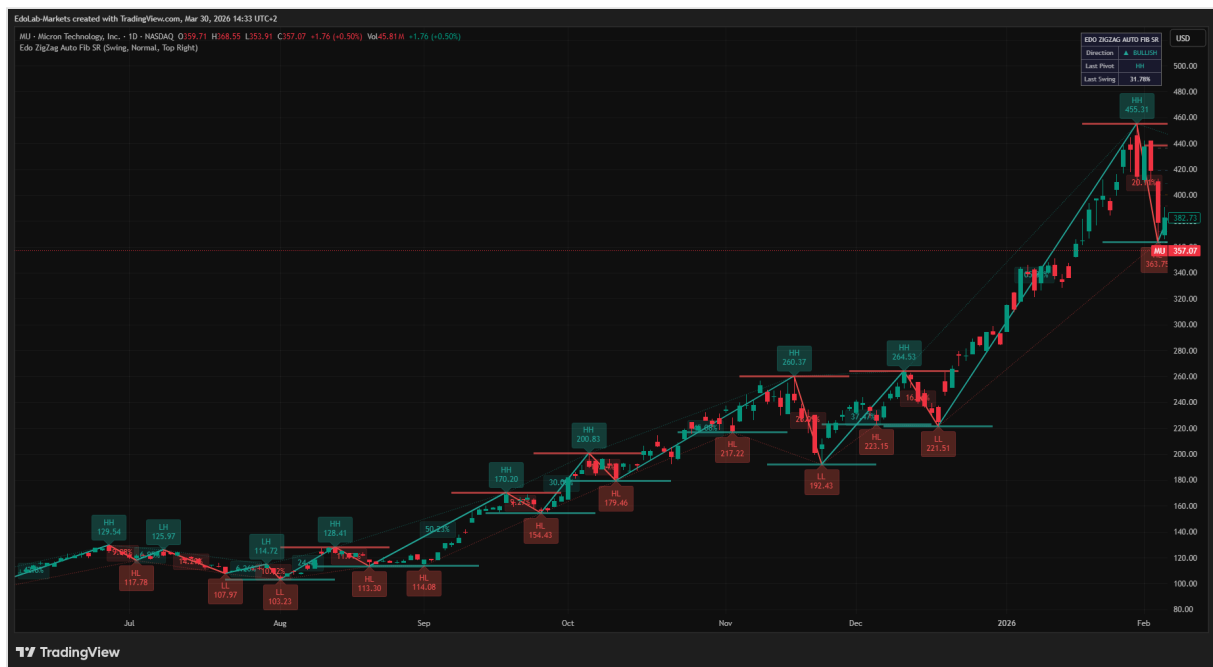 EdoLab-Markets created with TradingView.com, Mar 30, 2026 14:33 UTC+2
MU · Micron Technology, Inc. · 1D · NASDAQ O359.71 H368.55 L353.91 C357.07 +1.76 (+0.50%) Vol45.81M +1.76 (+0.50%)
Edo ZigZag Auto Fib SR (Swing, Normal, Top Right)
EDO ZIGZAG AUTO FIB SR
Direction ▲ BULLISH
Last Pivot HH
Last Swing 31.78%
USD
500.00
480.00
HH
455.31
460.00
440.00
420.00
400.00
382.73
MU 357.07
363.75
340.00
320.00
300.00
280.00
HH
260.37
HH
264.53
260.00
240.00
220.00
HL
217.22
HL
223.15
LL
221.51
HH
200.83
200.00
LL
192.43
180.00
HH
170.20
HL
179.46
160.00
HL
154.43
50.23%
140.00
HH
129.54
LH
125.97
LH
114.72
HH
128.41
120.00
HL
117.78
LL
107.97
LL
103.23
HL
113.30
HL
114.08
100.00
80.00
Jul Aug Sep Oct Nov Dec 2026 Feb
TradingView